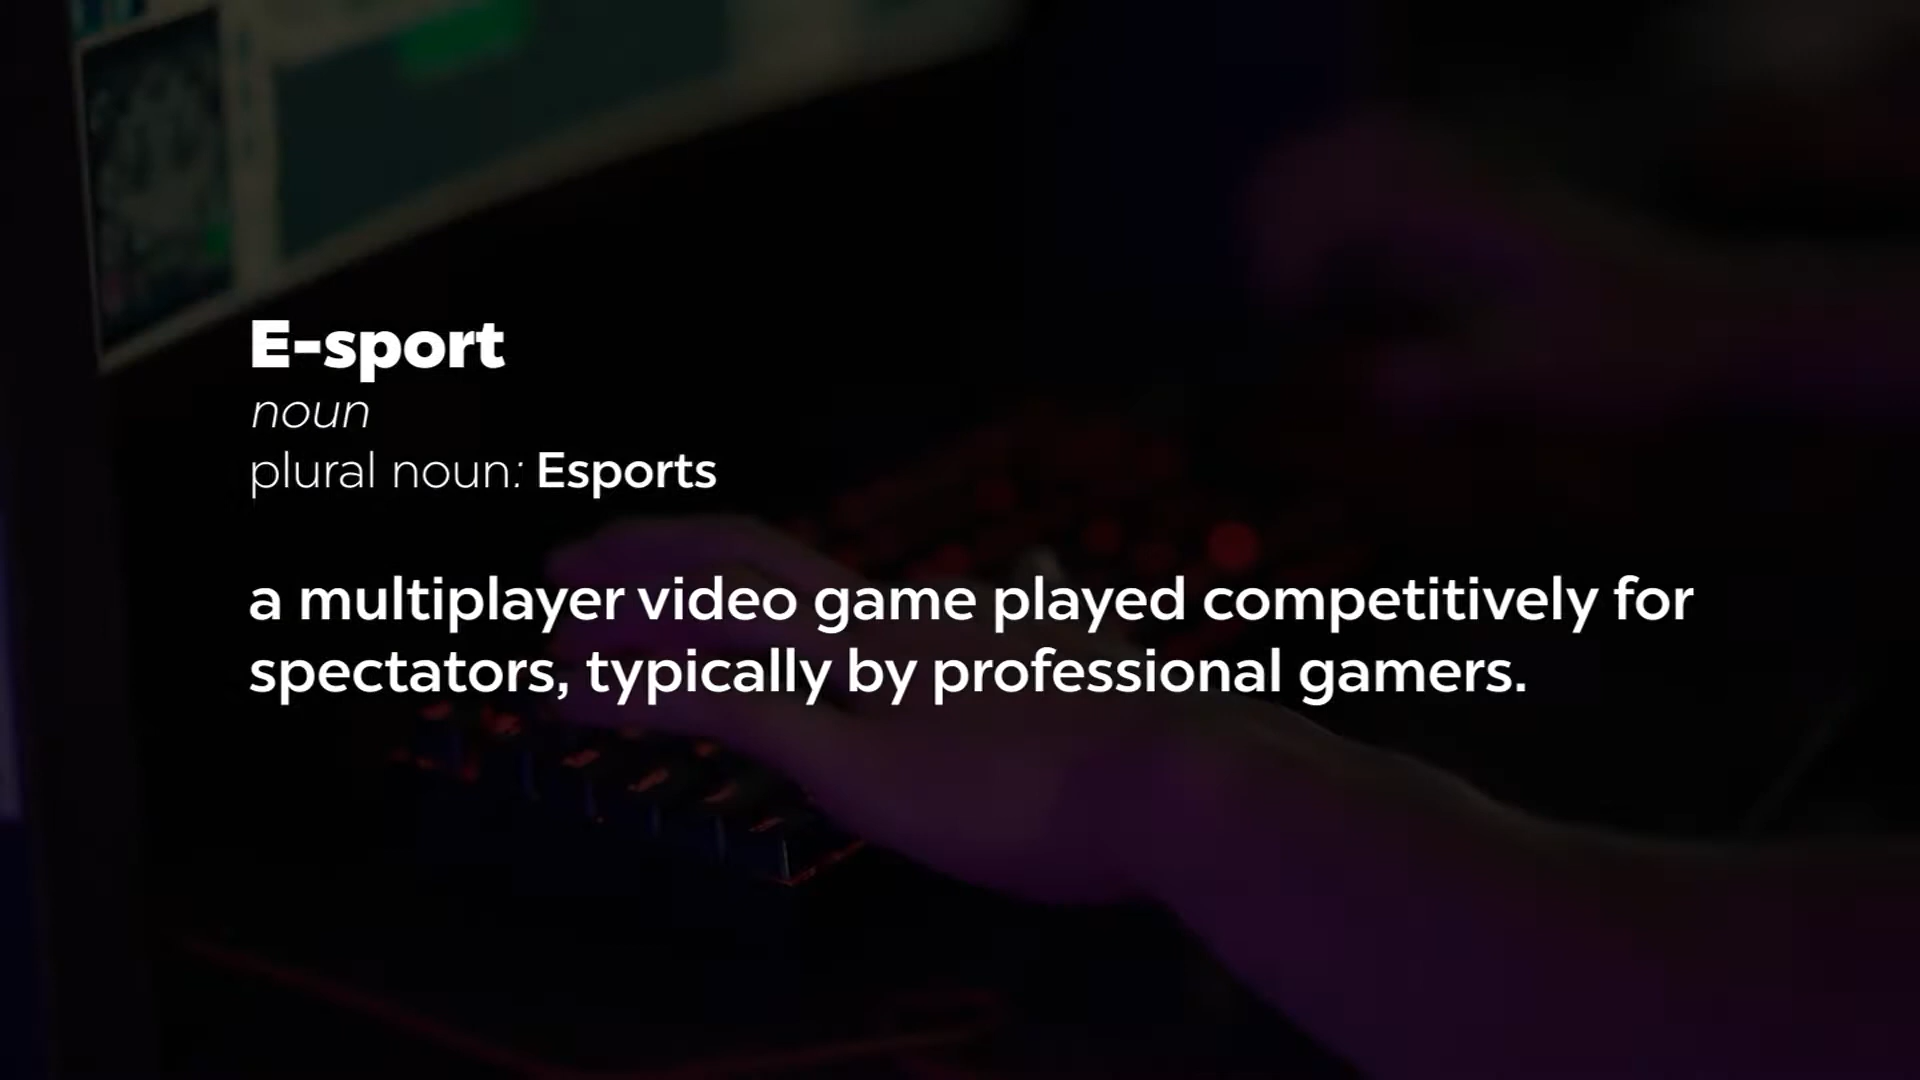 E-sport
noun
plural noun: Esports
a multiplayer video game played competitively for
spectators, typically by professional gamers.